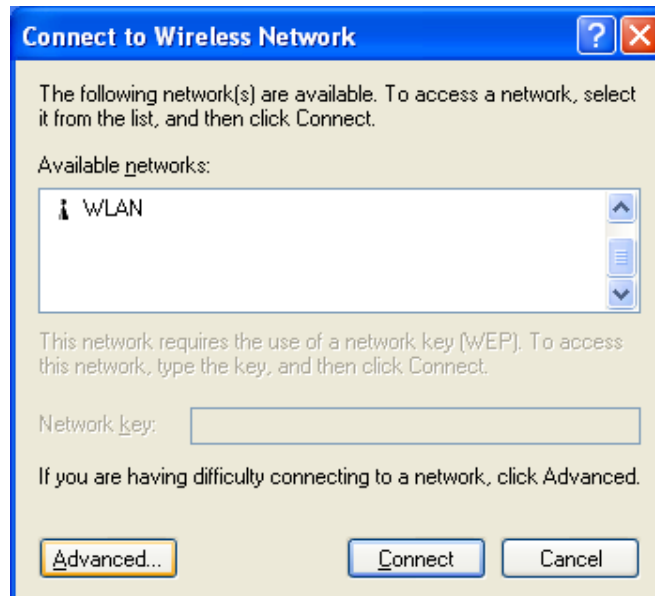 Connect to Wireless Network
The following network(s) are available. To access a network, select
it from the list, and then click Connect.
Available networks:
WLAN
This network requires the use of a network key (WEP). To access
this network, type the key, and then click Connect.
Network key:
If you are having difficulty connecting to a network, click Advanced.
Advanced... Connect Cancel